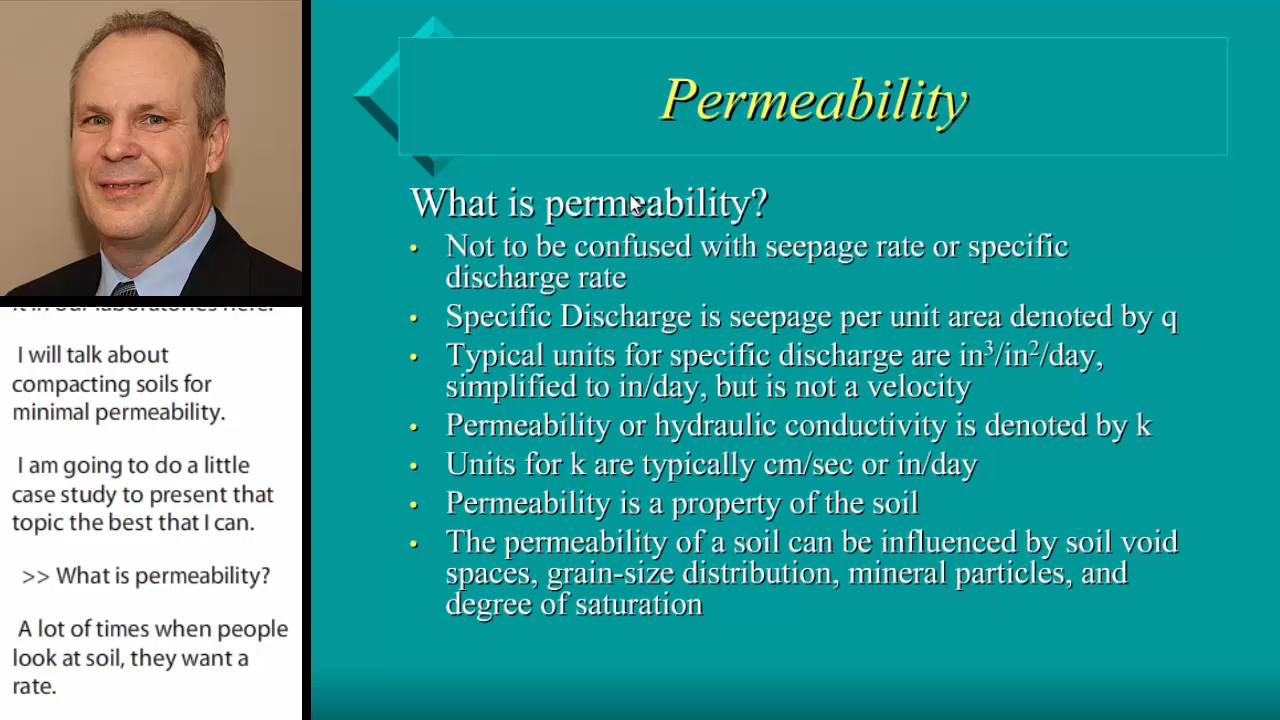 Permeability
What is permeability?
• Not to be confused with seepage rate or specific
discharge rate
• Specific Discharge is seepage per unit area denoted by q
• Typical units for specific discharge are in³/in²/day,
simplified to in/day, but is not a velocity
• Permeability or hydraulic conductivity is denoted by k
• Units for k are typically cm/sec or in/day
• Permeability is a property of the soil
• The permeability of a soil can be influenced by soil void
spaces, grain-size distribution, mineral particles, and
degree of saturation
it in our laboratories here.
I will talk about
compacting soils for
minimal permeability.
I am going to do a little
case study to present that
topic the best that I can.
>> What is permeability?
A lot of times when people
look at soil, they want a
rate.